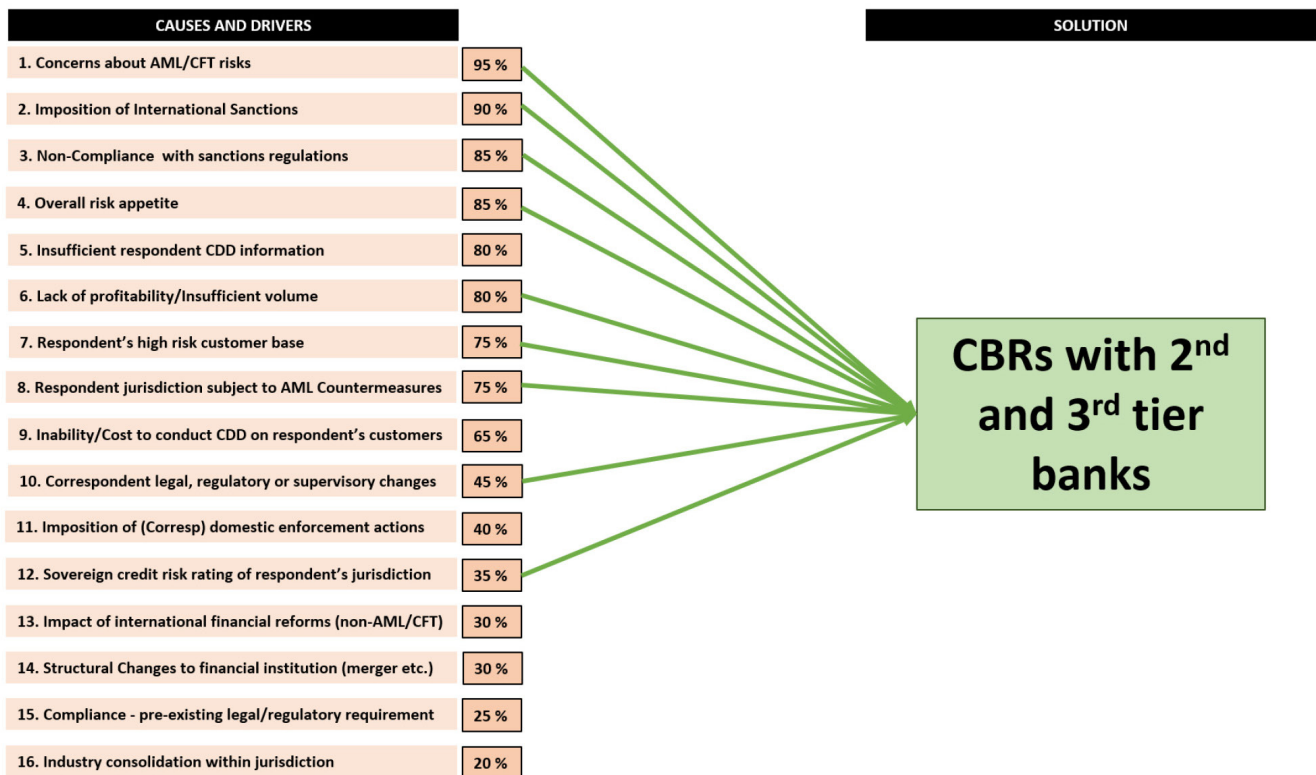 CAUSES AND DRIVERS
SOLUTION
1. Concerns about AML/CFT risks
95 %
2. Imposition of International Sanctions
90 %
3. Non-Compliance with sanctions regulations
85 %
4. Overall risk appetite
85 %
5. Insufficient respondent CDD information
80 %
6. Lack of profitability/Insufficient volume
80 %
7. Respondent’s high risk customer base
75 %
8. Respondent jurisdiction subject to AML Countermeasures
75 %
9. Inability/Cost to conduct CDD on respondent’s customers
65 %
10. Correspondent legal, regulatory or supervisory changes
45 %
11. Imposition of (Corresp) domestic enforcement actions
40 %
12. Sovereign credit risk rating of respondent’s jurisdiction
35 %
13. Impact of international financial reforms (non-AML/CFT)
30 %
14. Structural Changes to financial institution (merger etc.)
30 %
15. Compliance - pre-existing legal/regulatory requirement
25 %
16. Industry consolidation within jurisdiction
20 %
CBRs with 2nd
and 3rd tier
banks